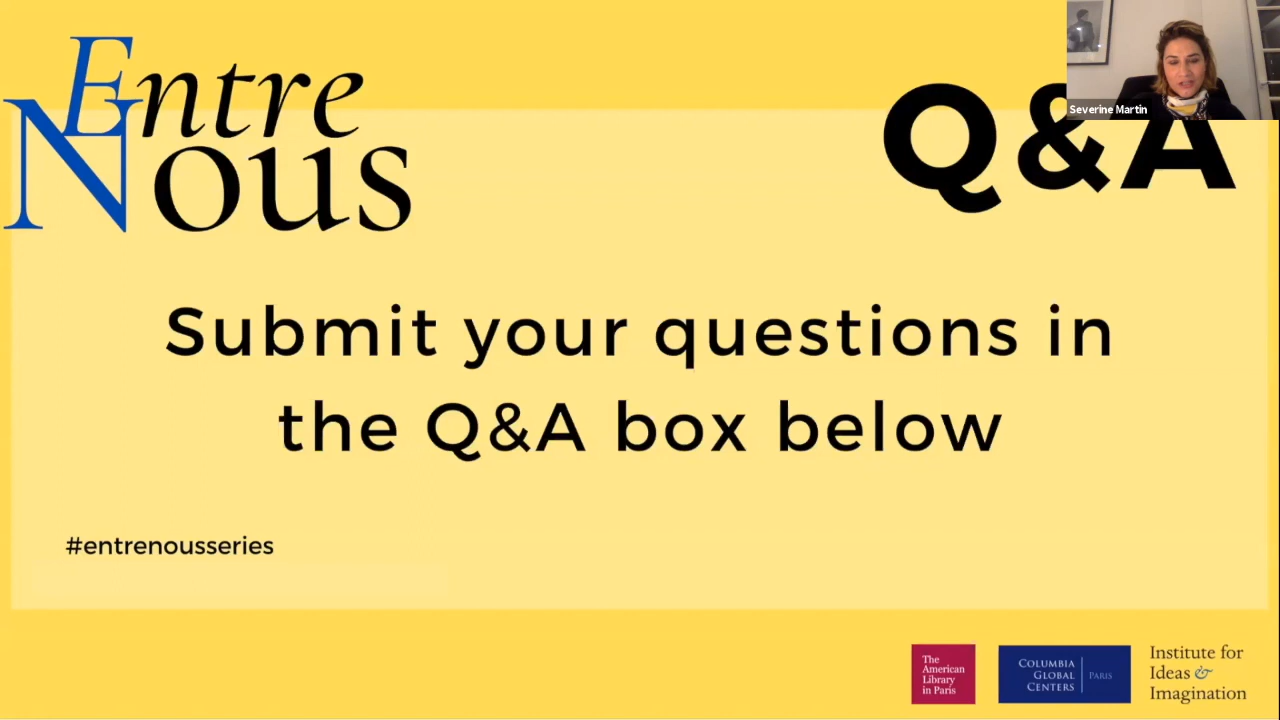 Entre
Nous
Q&A
Severine Martin
Submit your questions in
the Q&A box below
#entrenousseries
The
American
Library
in Paris
COLUMBIA
GLOBAL
CENTERS
PARIS
Institute for
Ideas &
Imagination